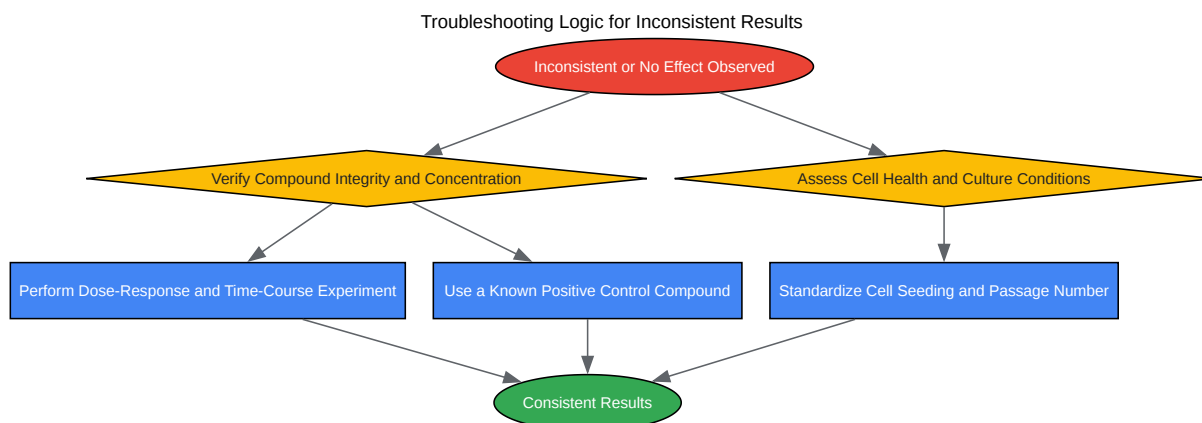 Troubleshooting Logic for Inconsistent Results
Inconsistent or No Effect Observed
Verify Compound Integrity and Concentration
Assess Cell Health and Culture Conditions
Perform Dose-Response and Time-Course Experiment
Use a Known Positive Control Compound
Standardize Cell Seeding and Passage Number
Consistent Results